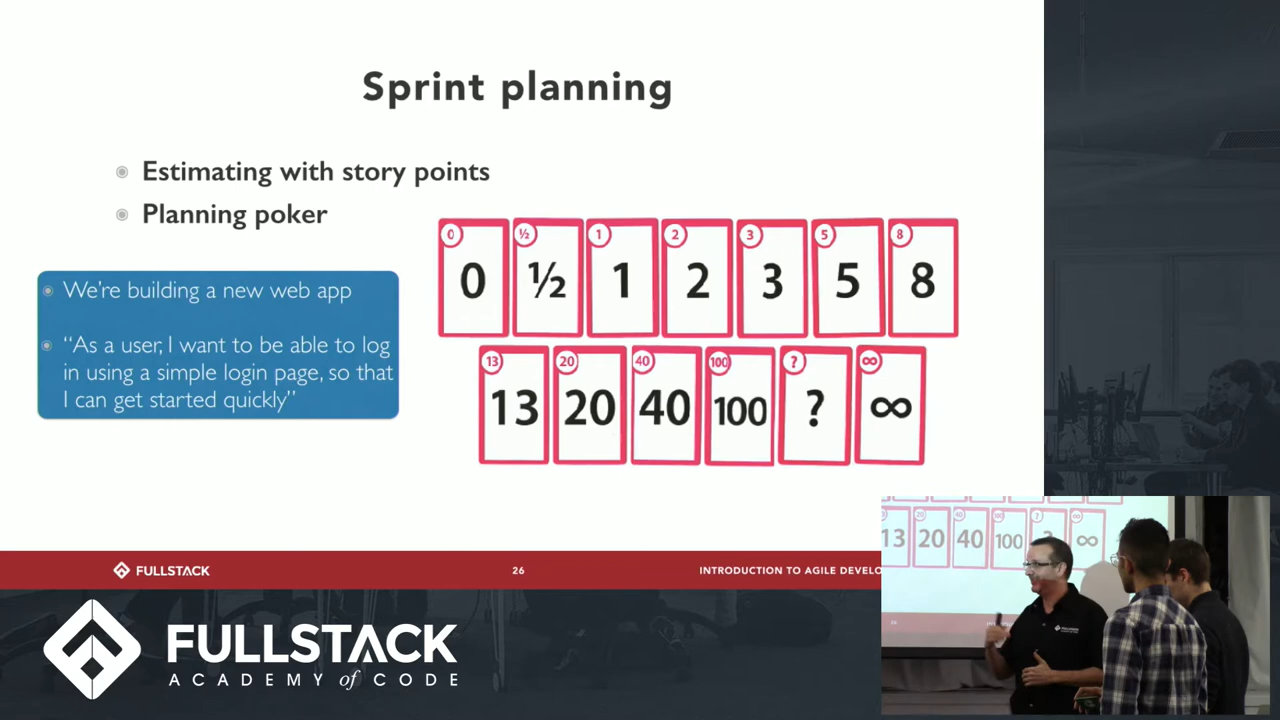 Sprint planning
Estimating with story points
Planning poker
We're building a new web app
"As a user, I want to be able to log
in using a simple login page, so that
I can get started quickly"
0 ½ 1 2 3 5 8
0 ½ 1 2 3 5 8
13 20 40 100 ? ∞
13 20 40 100 ? ∞
FULLSTACK
26
INTRODUCTION TO AGILE DEVELO
FULLSTACK
ACADEMY of CODE
20 40 100 ? ∞
13 20 40 100 ? ∞